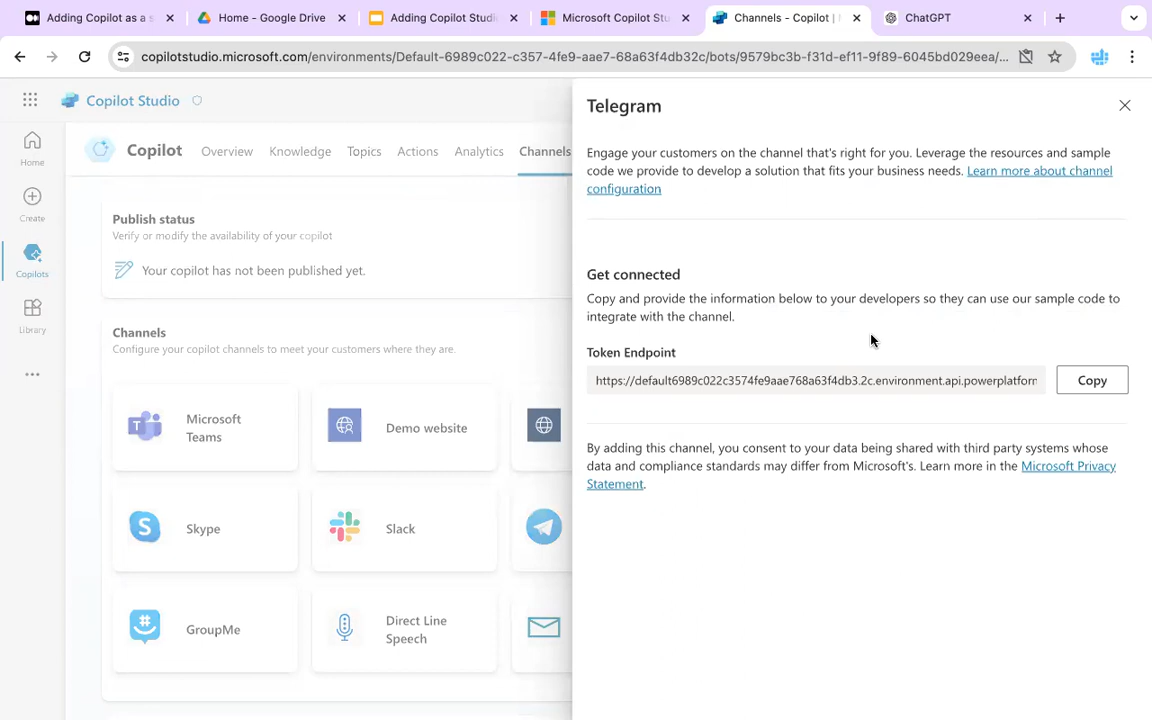 Adding Copilot as a s
Home - Google Drive
Adding Copilot Studi
Microsoft Copilot Stu
Channels - Copilot |
ChatGPT
copilotstudio.microsoft.com/environments/Default-6989c022-c357-4fe9-aae7-68a63f4db32c/bots/9579bc3b-f31d-ef11-9f89-6045bd029eea/...
Copilot Studio
Home
Create
Copilots
Library
Copilot
Overview
Knowledge
Topics
Actions
Analytics
Channels
Publish status
Verify or modify the availability of your copilot
Your copilot has not been published yet.
Channels
Configure your copilot channels to meet your customers where they are.
Microsoft
Teams
Demo website
Skype
Slack
GroupMe
Direct Line
Speech
Telegram
Engage your customers on the channel that's right for you. Leverage the resources and sample
code we provide to develop a solution that fits your business needs. Learn more about channel
configuration
Get connected
Copy and provide the information below to your developers so they can use our sample code to
integrate with the channel.
Token Endpoint
https://default6989c022c3574fe9aae768a63f4db3.2c.environment.api.powerplatforn
Copy
By adding this channel, you consent to your data being shared with third party systems whose
data and compliance standards may differ from Microsoft's. Learn more in the Microsoft Privacy
Statement.